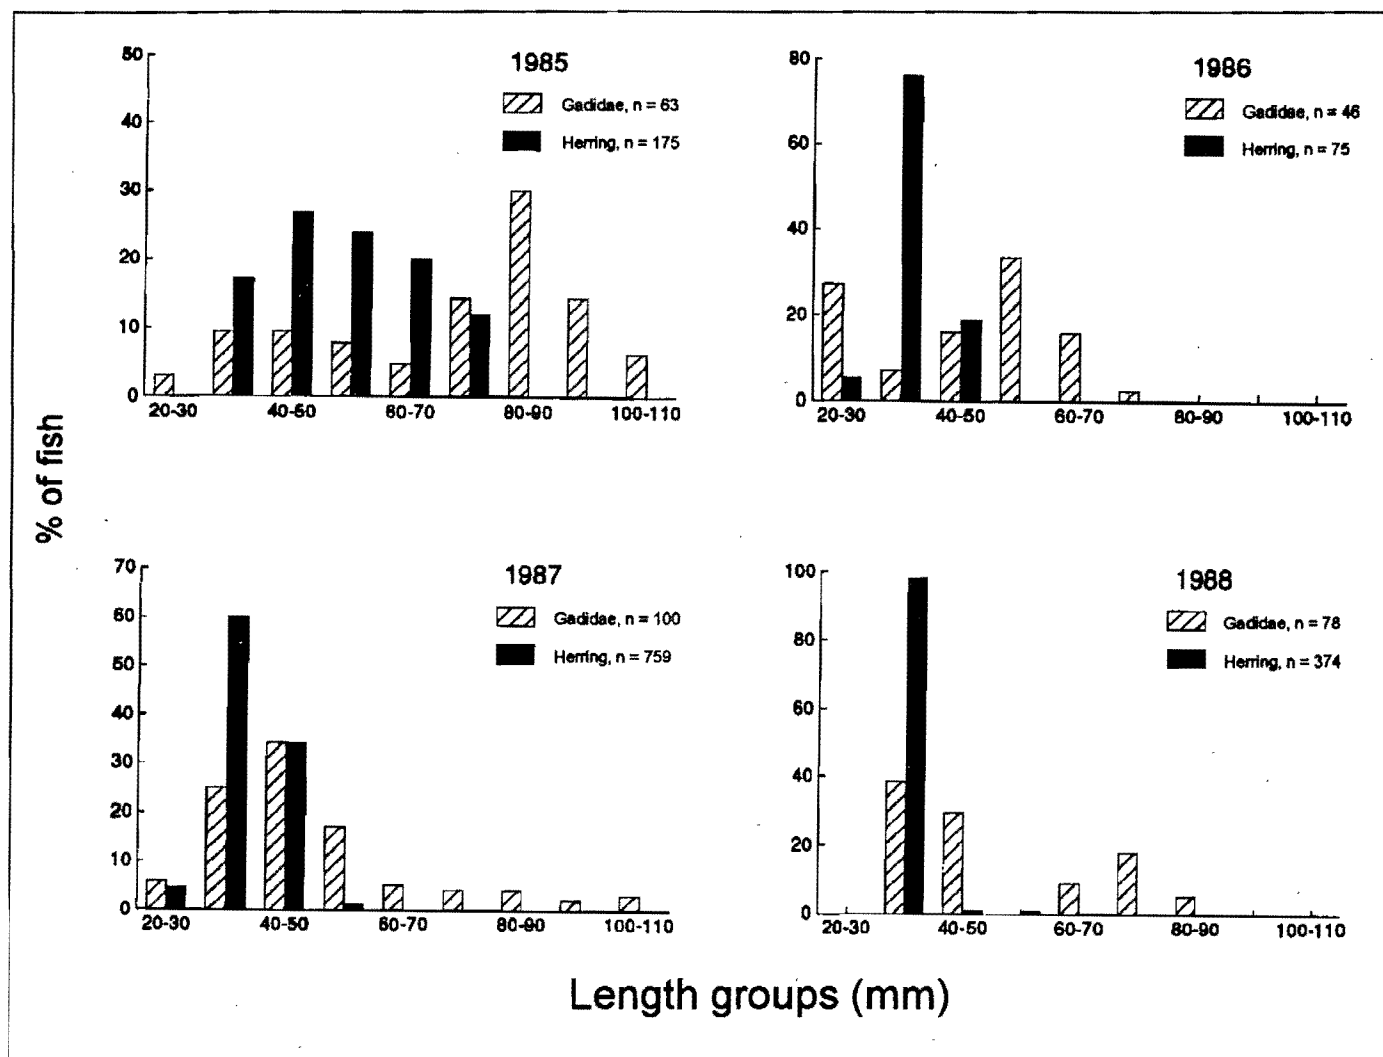 % of fish
1985
Gadidae, n = 63
Herring, n = 175
50
40
30
20
10
0
20-30 40-50 60-70 80-90 100-110
1986
Gadidae, n = 46
Herring, n = 75
80
60
40
20
0
20-30 40-50 60-70 80-90 100-110
1987
Gadidae, n = 100
Herring, n = 759
70
60
50
40
30
20
10
0
20-30 40-50 60-70 80-90 100-110
1988
Gadidae, n = 78
Herring, n = 374
100
80
60
40
20
0
20-30 40-50 60-70 80-90 100-110
Length groups (mm)